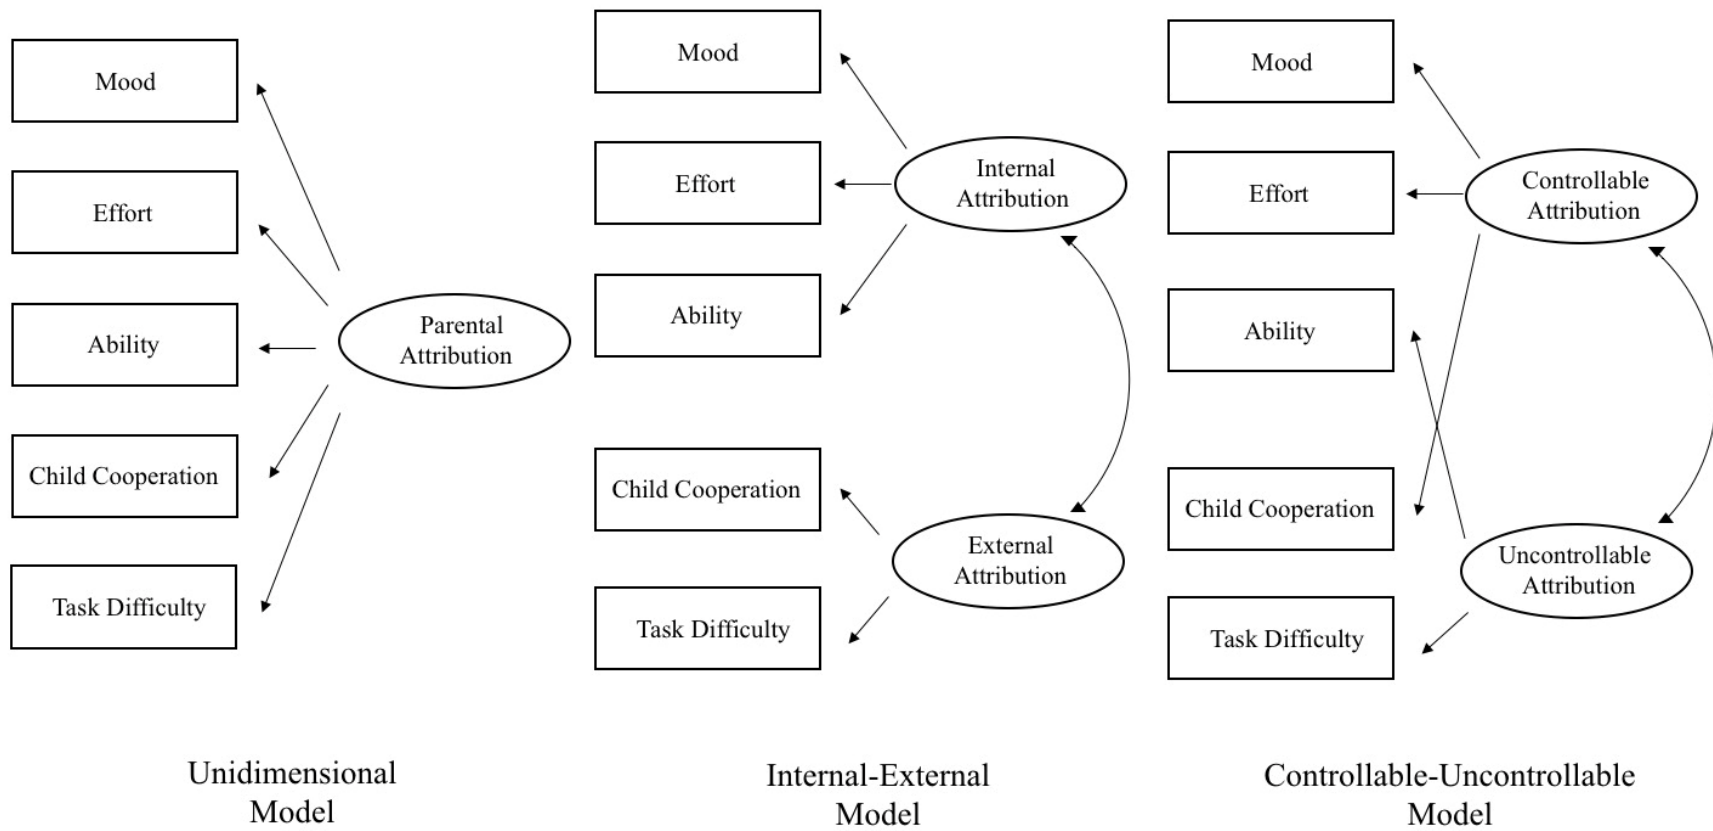 Mood
Effort
Ability
Child Cooperation
Task Difficulty
Parental
Attribution
Unidimensional
Model
Mood
Effort
Ability
Child Cooperation
Task Difficulty
Internal
Attribution
External
Attribution
Internal-External
Model
Mood
Effort
Ability
Child Cooperation
Task Difficulty
Controllable
Attribution
Uncontrollable
Attribution
Controllable-Uncontrollable
Model